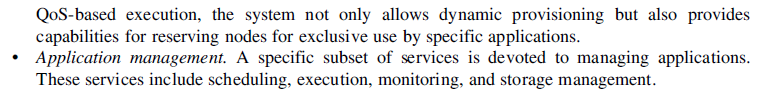 QoS-based execution, the system not only allows dynamic provisioning but also provides
capabilities for reserving nodes for exclusive use by specific applications.
• Application management. A specific subset of services is devoted to managing applications.
These services include scheduling, execution, monitoring, and storage management.